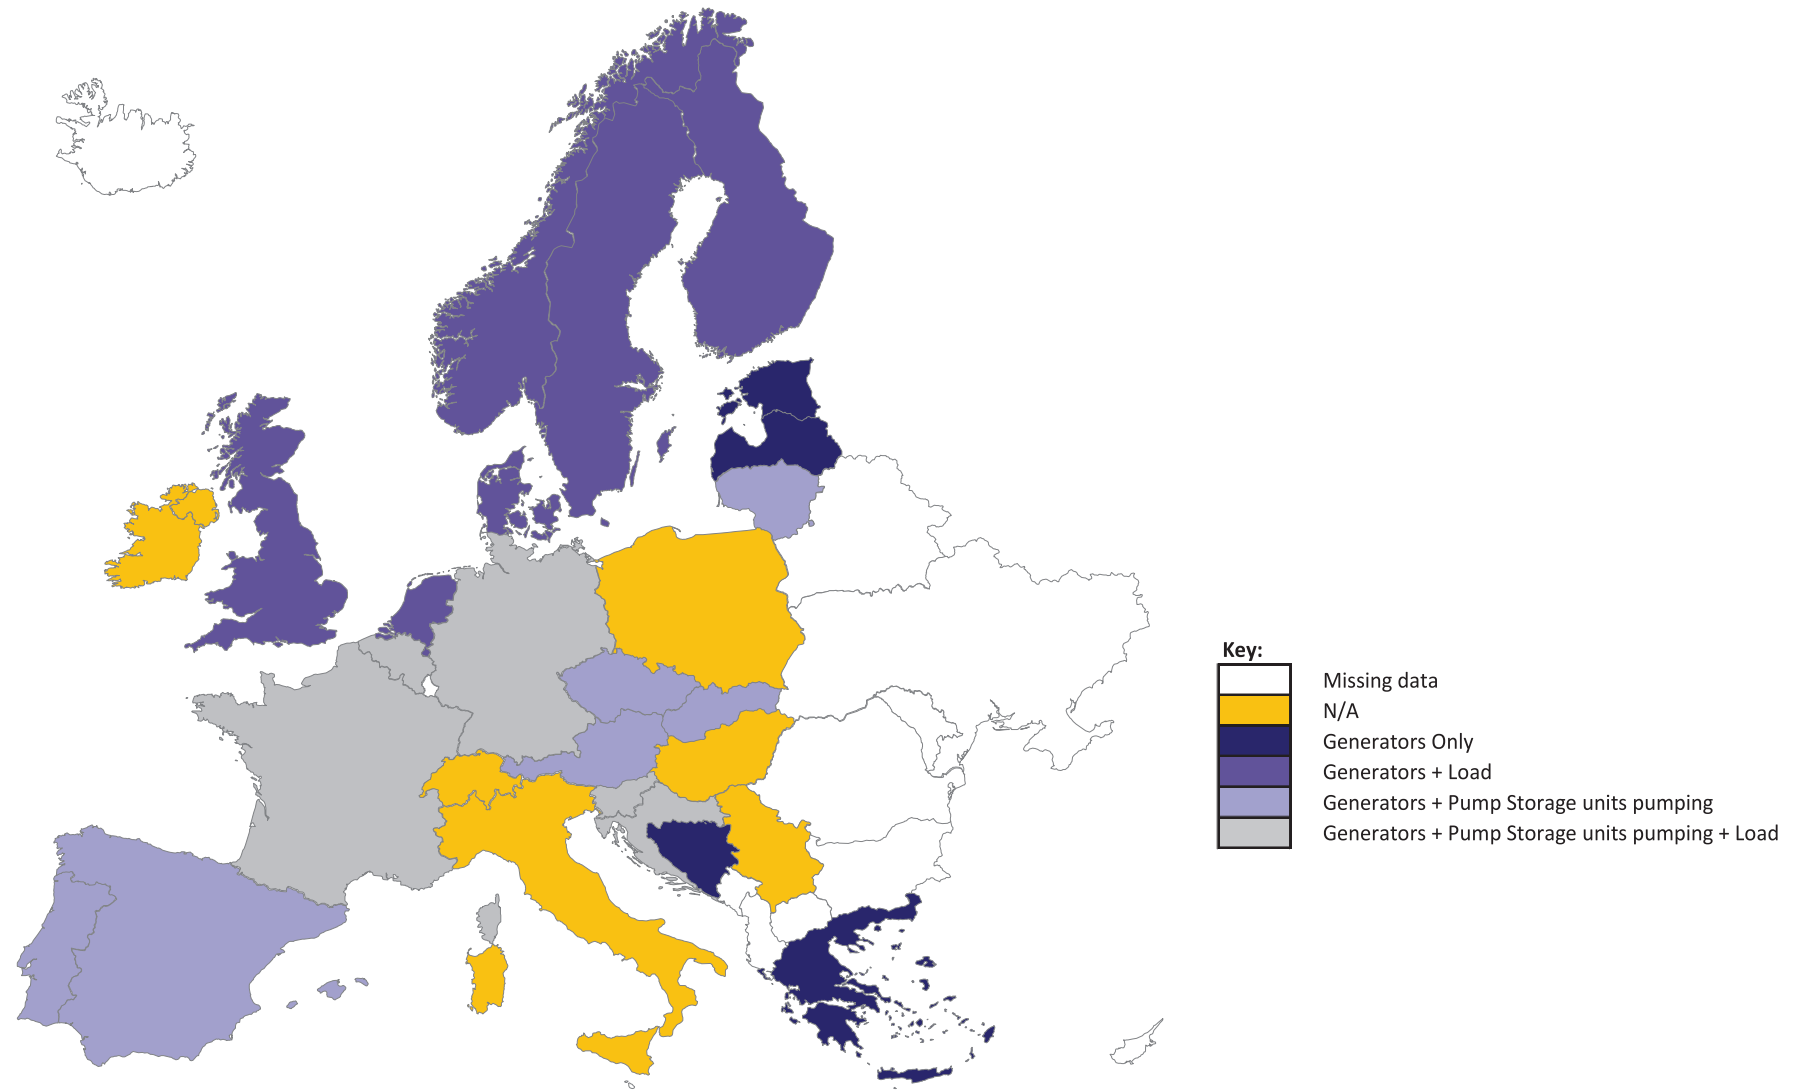 Key:
Missing data
N/A
Generators Only
Generators + Load
Generators + Pump Storage units pumping
Generators + Pump Storage units pumping + Load